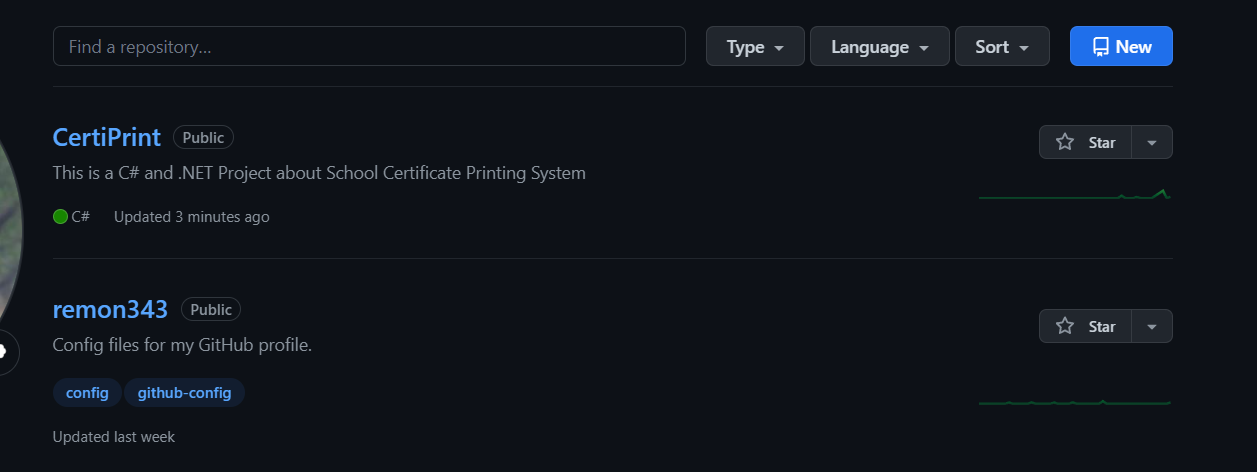 Find a repository...
Type Language Sort New
CertiPrint Public
Star
This is a C# and .NET Project about School Certificate Printing System
C# Updated 3 minutes ago
remon343 Public
Star
Config files for my GitHub profile.
config github-config
Updated last week